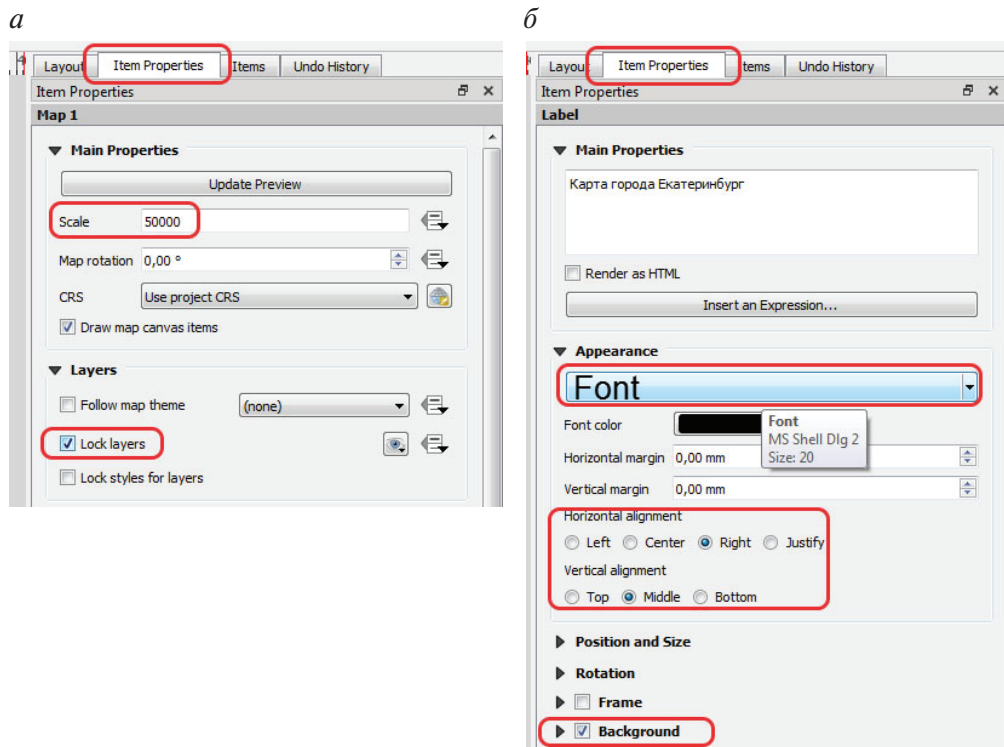 а
Layout Item Properties Items Undo History
Item Properties
Map 1
Main Properties
Update Preview
Scale 50000
Map rotation 0,00 °
CRS Use project CRS
Draw map canvas items
Layers
Follow map theme (none)
Lock layers
Lock styles for layers
б
Layou Item Properties tems Undo History
Item Properties
Label
Main Properties
Карта города Екатеринбург
Render as HTML
Insert an Expression...
Appearance
Font
Font color
Font
MS Shell Dlg 2
Size: 20
Horizontal margin 0,00 mm
Vertical margin 0,00 mm
Horizontal alignment
Left Center Right Justify
Vertical alignment
Top Middle Bottom
Position and Size
Rotation
Frame
Background